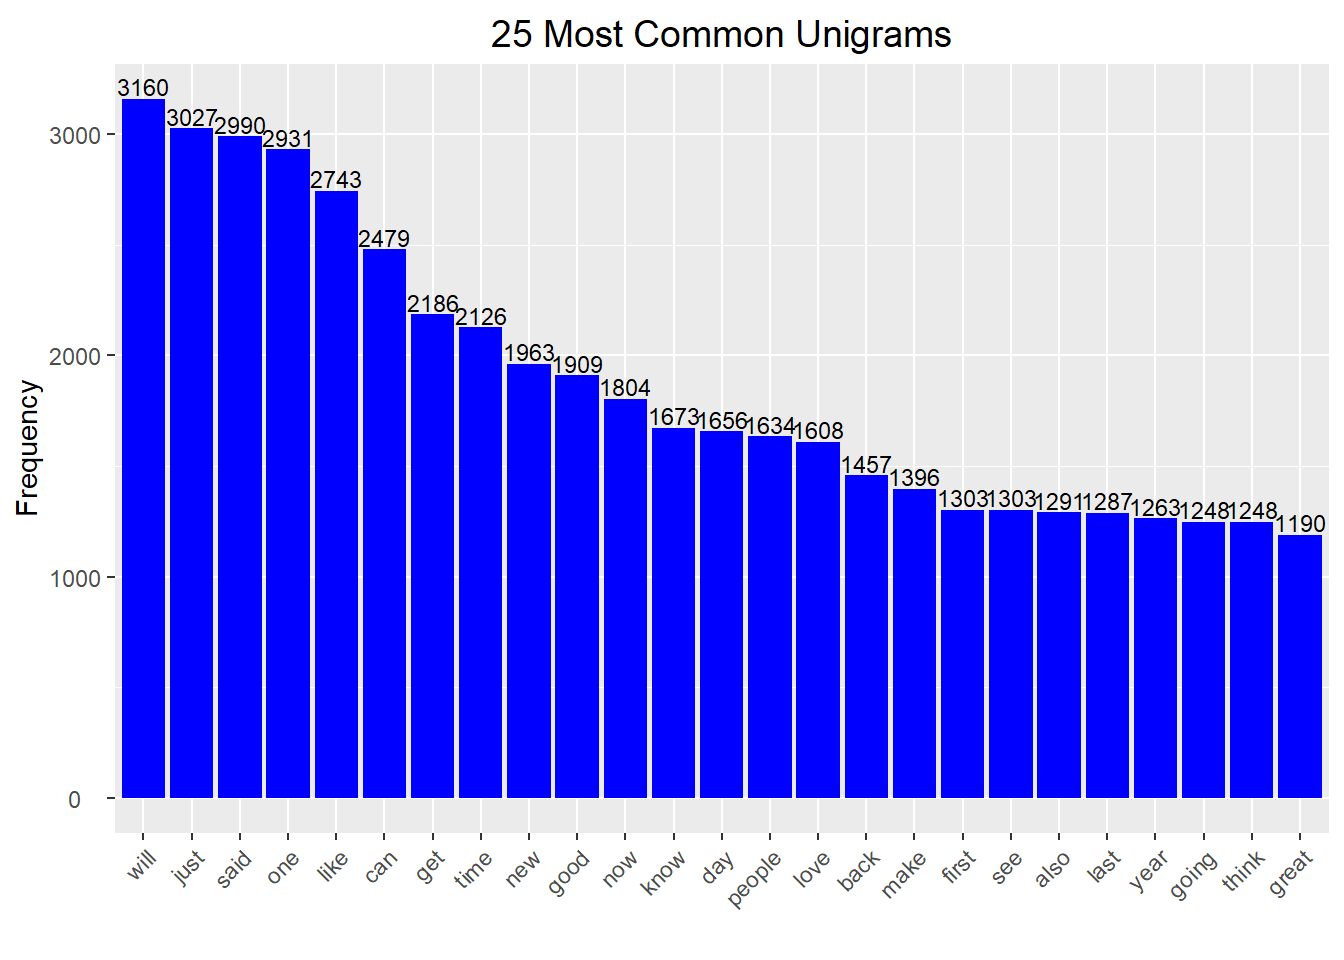 25 Most Common Unigrams
Frequency
3000
2000
1000
0
3160
3027
2990
2931
2743
2479
2186
2126
1963
1909
1804
1673
1656
1634
1608
1457
1396
1303
1303
1291
1287
1263
1248
1248
1190
will
just
said
one
like
can
get
time
new
good
now
know
day
people
love
back
make
first
see
also
last
year
going
think
great